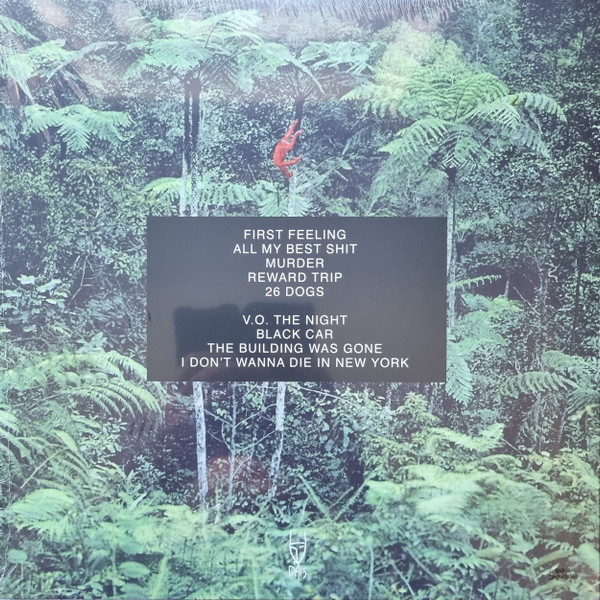 FIRST FEELING
ALL MY BEST SHIT
MURDER
REWARD TRIP
26 DOGS
V.O. THE NIGHT
BLACK CAR
THE BUILDING WAS GONE
I DON'T WANNA DIE IN NEW YORK
DAIS